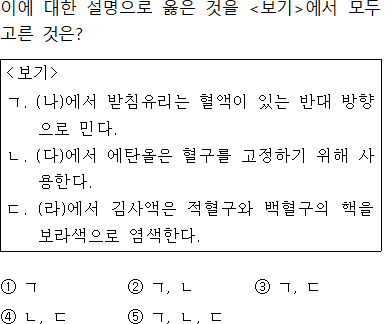 이에 대한 설명으로 옳은 것을 <보기>에서 모두
고른 것은?
<보기>
ㄱ. (나)에서 받침유리는 혈액이 있는 반대 방향
으로 민다.
ㄴ. (다)에서 에탄올은 혈구를 고정하기 위해 사
용한다.
ㄷ. (라)에서 김사액은 적혈구와 백혈구의 핵을
보라색으로 염색한다.
① ㄱ ② ㄱ, ㄴ ③ ㄱ, ㄷ
④ ㄴ, ㄷ ⑤ ㄱ, ㄴ, ㄷ